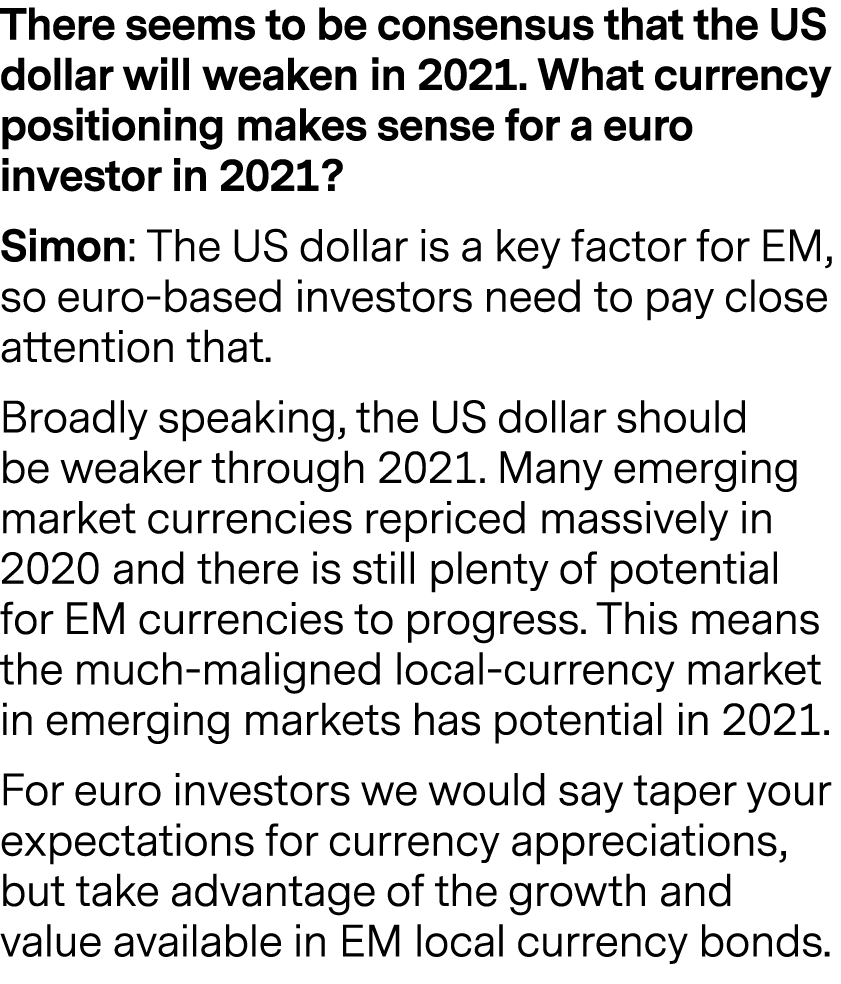 There seems to be consensus that the US
dollar will weaken in 2021. What currency
positioning makes sense for a euro
investor in 2021?
Simon: The US dollar is a key factor for EM,
so euro-based investors need to pay close
attention that.
Broadly speaking, the US dollar should
be weaker through 2021. Many emerging
market currencies repriced massively in
2020 and there is still plenty of potential
for EM currencies to progress. This means
the much-maligned local-currency market
in emerging markets has potential in 2021.
For euro investors we would say taper your
expectations for currency appreciations,
but take advantage of the growth and
value available in EM local currency bonds.